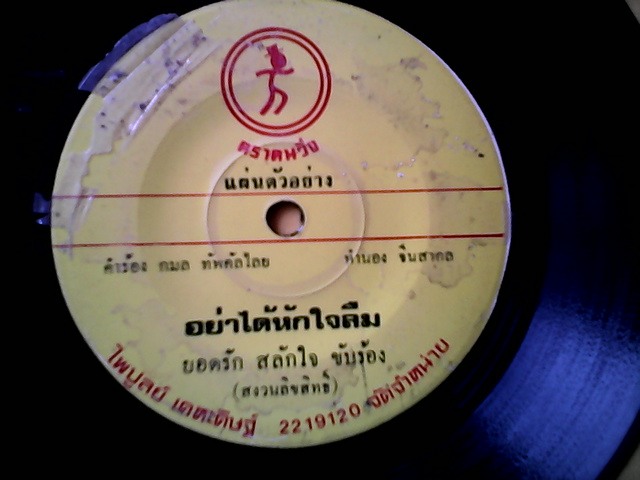 ตราคนวิ่ง
แผ่นตัวอย่าง
คำร้อง กมล ทัพคัลไลย
ทำนอง จีนสากล
อย่าได้หักใจลืม
ยอดรัก สลักใจ ขับร้อง
(สงวนลิขสิทธิ์)
ไพบูลย์ เคหะดิษฐ์ 2219120 จัดจำหน่าย